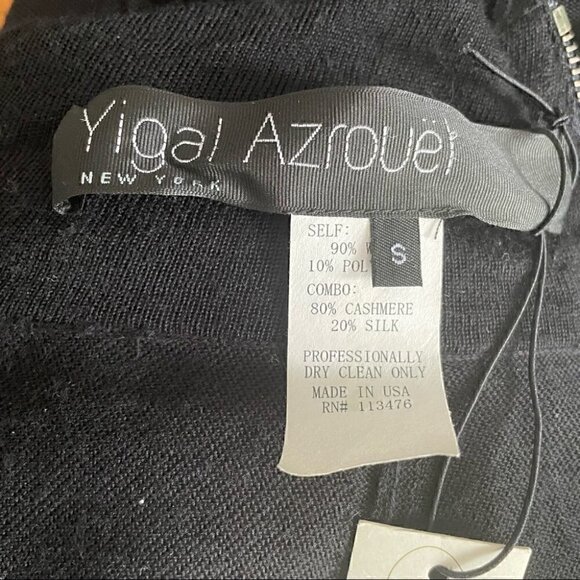 Yigal Azrouël
NEW YORK
S
SELF:
90%
10%
COMBO:
80% CASHMERE
20% SILK
PROFESSIONALLY
DRY CLEAN ONLY
MADE IN USA
RN# 113476